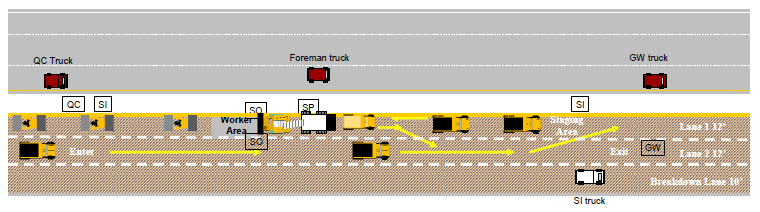 QC Truck
Foreman truck
GW truck
QC
SI
SO
SP
SI
Worker
Area
Staging
Area
Lane 1 12'
SO
Enter
Exit
GW
Lane 2 12'
Breakdown Lane 10'
SI truck